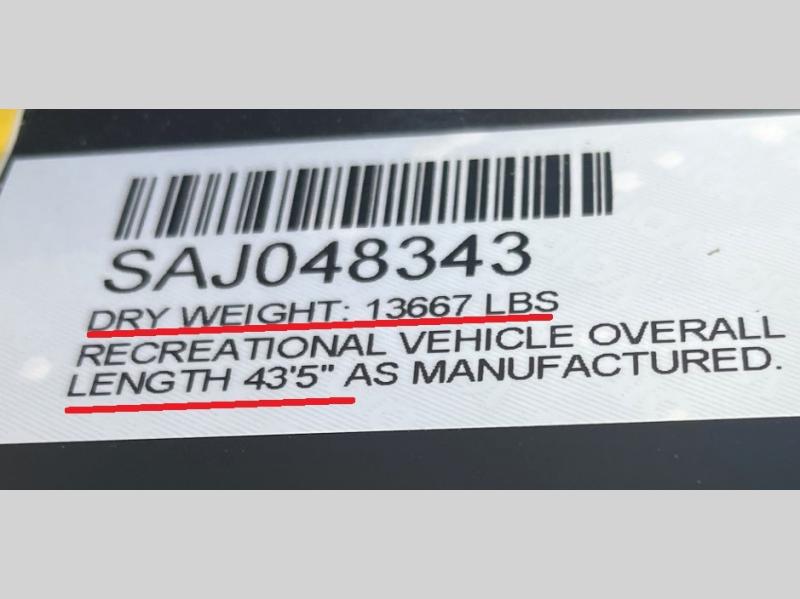 SAJ048343
DRY WEIGHT: 13667 LBS
RECREATIONAL VEHICLE OVERALL
LENGTH 43'5" AS MANUFACTURED.